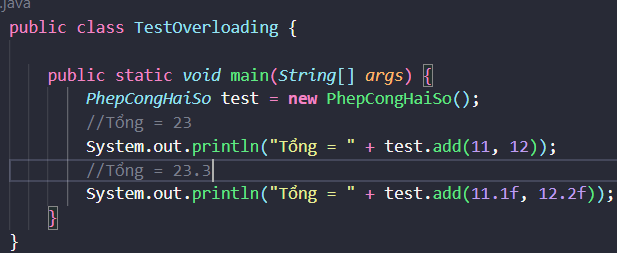 .java
public class TestOverloading {
public static void main(String[] args) {
PhepCongHaiSo test = new PhepCongHaiSo();
//Tổng = 23
System.out.println("Tổng = " + test.add(11, 12));
//Tổng = 23.3
System.out.println("Tổng = " + test.add(11.1f, 12.2f));
}
}